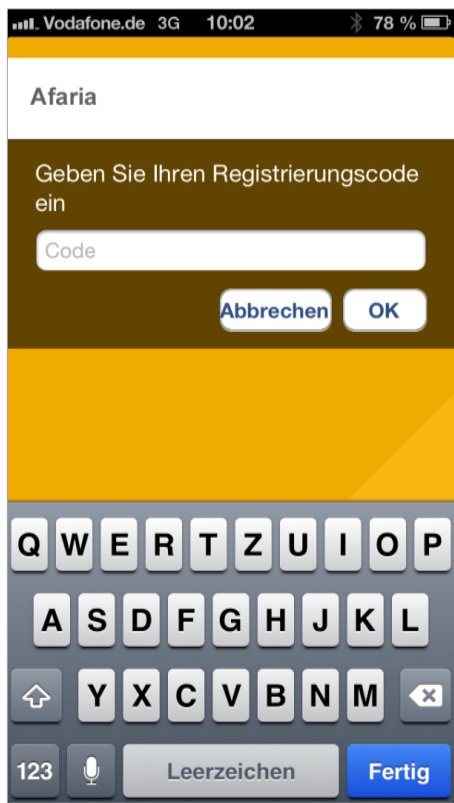 Vodafone.de 3G 10:02 78 %
Afaria
Geben Sie Ihren Registrierungscode
ein
Code
Abbrechen OK
Q W E R T Z U I O P
A S D F G H J K L
Y X C V B N M
123 Leerzeichen Fertig